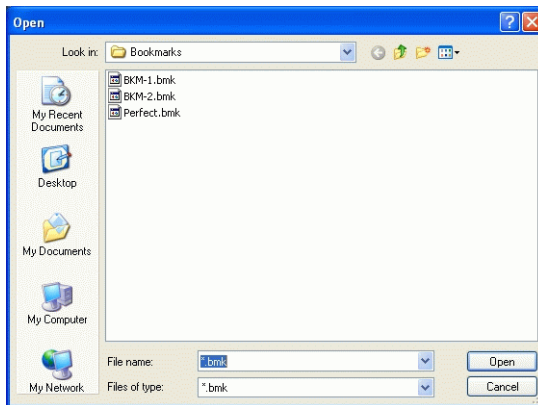 Open
Look in: Bookmarks
BKM-1.bmk
BKM-2.bmk
Perfect.bmk
My Recent
Documents
Desktop
My Documents
My Computer
My Network
File name: *.bmk Open
Files of type: *.bmk Cancel